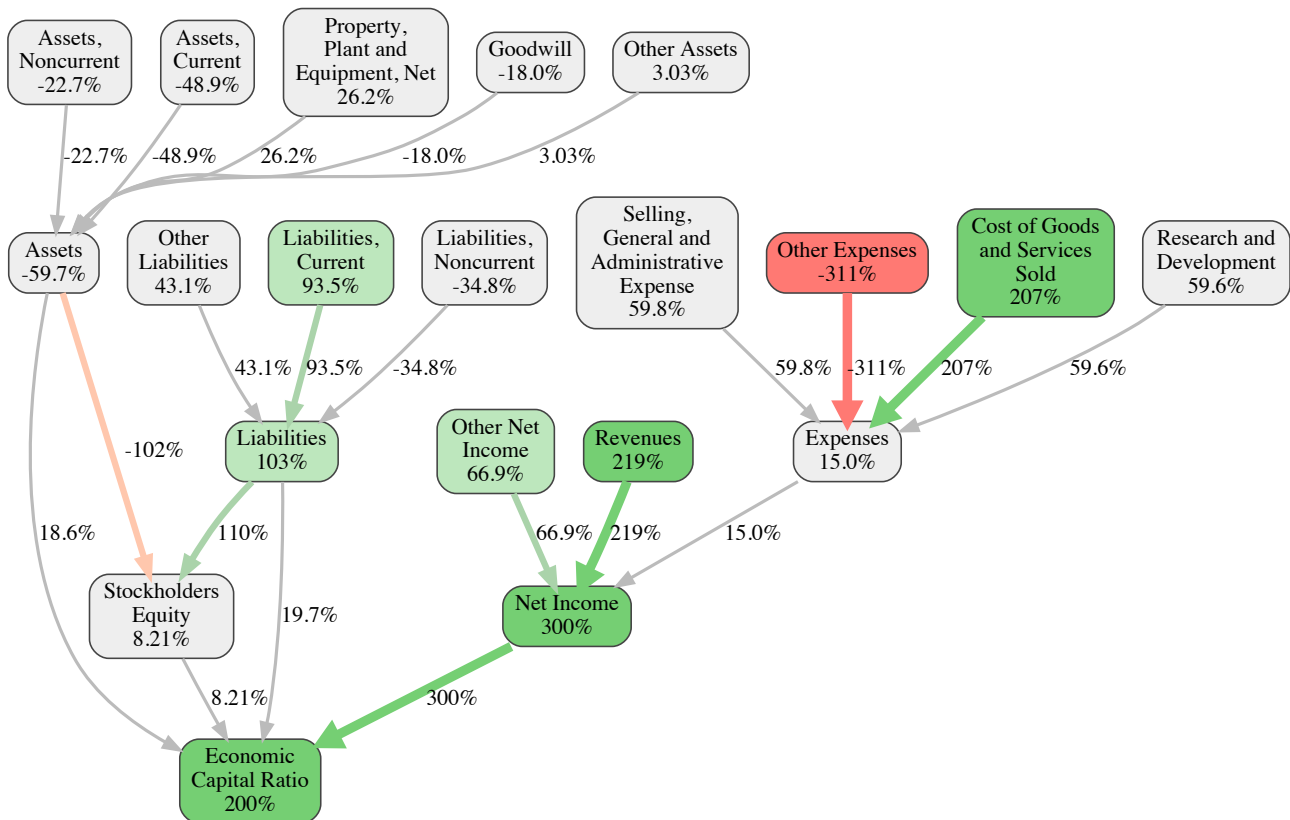 Assets,
Noncurrent
-22.7%
Assets,
Current
-48.9%
Property,
Plant and
Equipment, Net
26.2%
Goodwill
-18.0%
Other Assets
3.03%
-22.7%
-48.9%
26.2%
-18.0%
3.03%
Assets
-59.7%
Other
Liabilities
43.1%
Liabilities,
Current
93.5%
Liabilities,
Noncurrent
-34.8%
Selling,
General and
Administrative
Expense
59.8%
Other Expenses
-311%
Cost of Goods
and Services
Sold
207%
Research and
Development
59.6%
43.1%
93.5%
-34.8%
59.8%
-311%
207%
59.6%
-102%
Liabilities
103%
Other Net
Income
66.9%
Revenues
219%
Expenses
15.0%
18.6%
110%
66.9%
219%
15.0%
Stockholders
Equity
8.21%
19.7%
Net Income
300%
8.21%
300%
Economic
Capital Ratio
200%